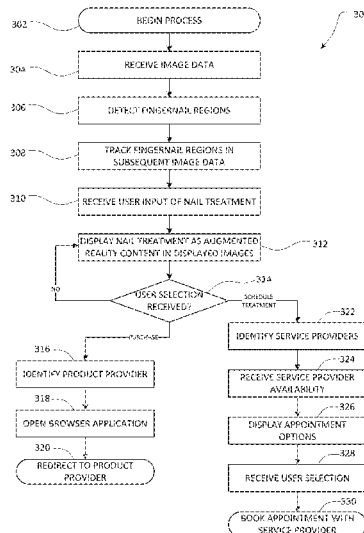 302
BEGIN PROCESS
304
RECEIVE IMAGE DATA
306
DETECT FINGERNAIL REGIONS
308
TRACK FINGERNAIL REGIONS IN
SUBSEQUENT IMAGE DATA
310
RECEIVE USER INPUT OF NAIL TREATMENT
DISPLAY NAIL TREATMENT AS AUGMENTED
REALITY CONTENT IN DISPLAYED IMAGES
312
314
USER SELECTION
RECEIVED?
NO
PURCHASE
SCHEDULE
TREATMENT
316
IDENTIFY PRODUCT PROVIDER
318
OPEN BROWSER APPLICATION
320
REDIRECT TO PRODUCT
PROVIDER
322
IDENTIFY SERVICE PROVIDERS
324
RECEIVE SERVICE PROVIDER
AVAILABILITY
326
DISPLAY APPOINTMENT
OPTIONS
328
RECEIVE USER SELECTION
330
BOOK APPOINTMENT WITH
SERVICE PROVIDER